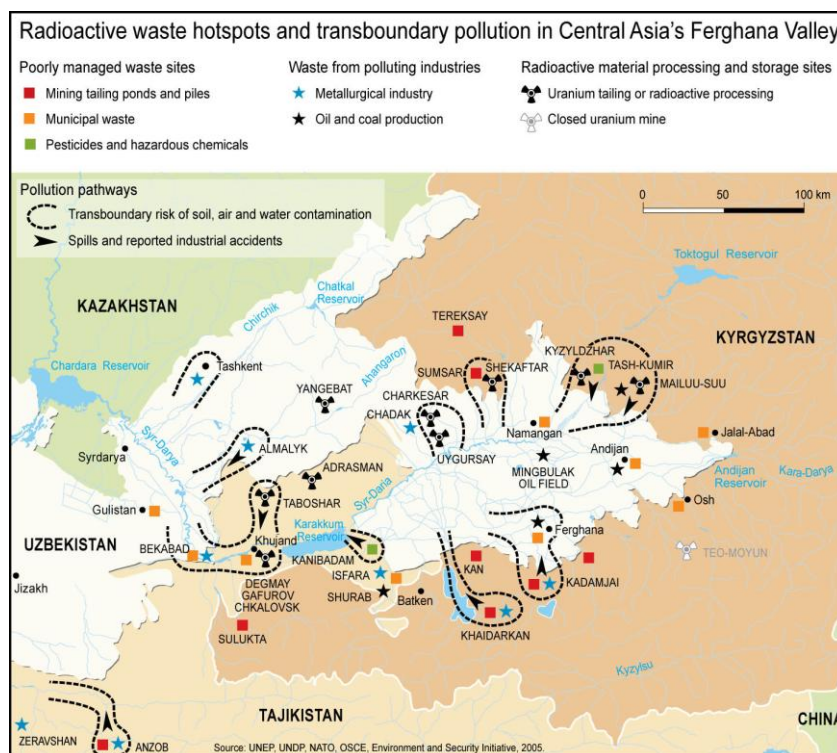 Radioactive waste hotspots and transboundary pollution in Central Asia's Ferghana Valley
Poorly managed waste sites
Mining tailing ponds and piles
Municipal waste
Pesticides and hazardous chemicals
Waste from polluting industries
Metallurgical industry
Oil and coal production
Radioactive material processing and storage sites
Uranium tailing or radioactive processing
Closed uranium mine
Pollution pathways
Transboundary risk of soil, air and water contamination
Spills and reported industrial accidents
0 50 100 km
Toktogul Reservoir
KAZAKHSTAN
Chatkal
Reservoir
Chirchik
TEREKSAY
KYRGYZSTAN
Chardara Reservoir
Tashkent
Ahangaron
SUMSAR
SHEKAFTAR
KYZYLDZHAR
TASH-KUMIR
MAILUU-SUU
YANGEBAT
CHARKESAR
CHADAK
Syr-Darya
Syrdarya
ALMALYK
UYGURSAY
Namangan
Jalal-Abad
ADRASMAN
Syr-Daria
MINGBULAK
OIL FIELD
Andijan
Andijan
Reservoir
Kara-Darya
TABOSHAR
Gulistan
Karakkum
Reservoir
Ferghana
Osh
UZBEKISTAN
BEKABAD
Khujand
KANIBADAM
KAN
TEO-MOYUN
Jizakh
DEGMAY
GAFUROV
CHKALOVSK
ISFARA
SHURAB
Batken
KADAMJAI
SULUKTA
KHAIDARKAN
Kyzylsu
TAJIKISTAN
CHINA
ZERAVSHAN
ANZOB
Source: UNEP, UNDP, NATO, OSCE, Environment and Security Initiative, 2005.